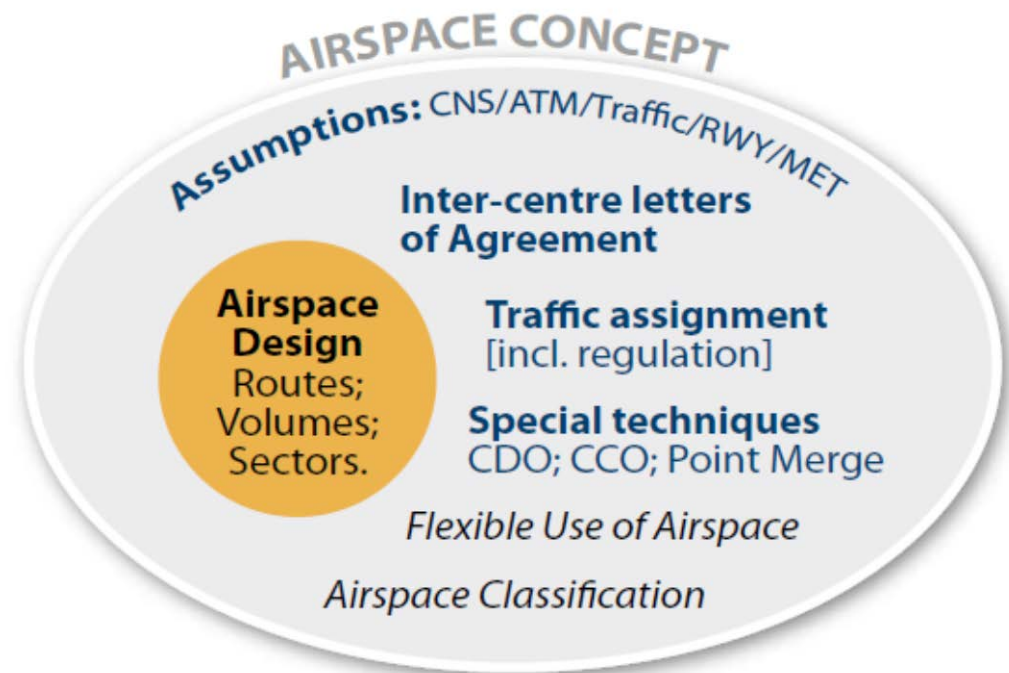 AIRSPACE CONCEPT
Assumptions: CNS/ATM/Traffic/RWY/MET
Inter-centre letters
of Agreement
Airspace
Design
Routes;
Volumes;
Sectors.
Traffic assignment
[incl. regulation]
Special techniques
CDO; CCO; Point Merge
Flexible Use of Airspace
Airspace Classification